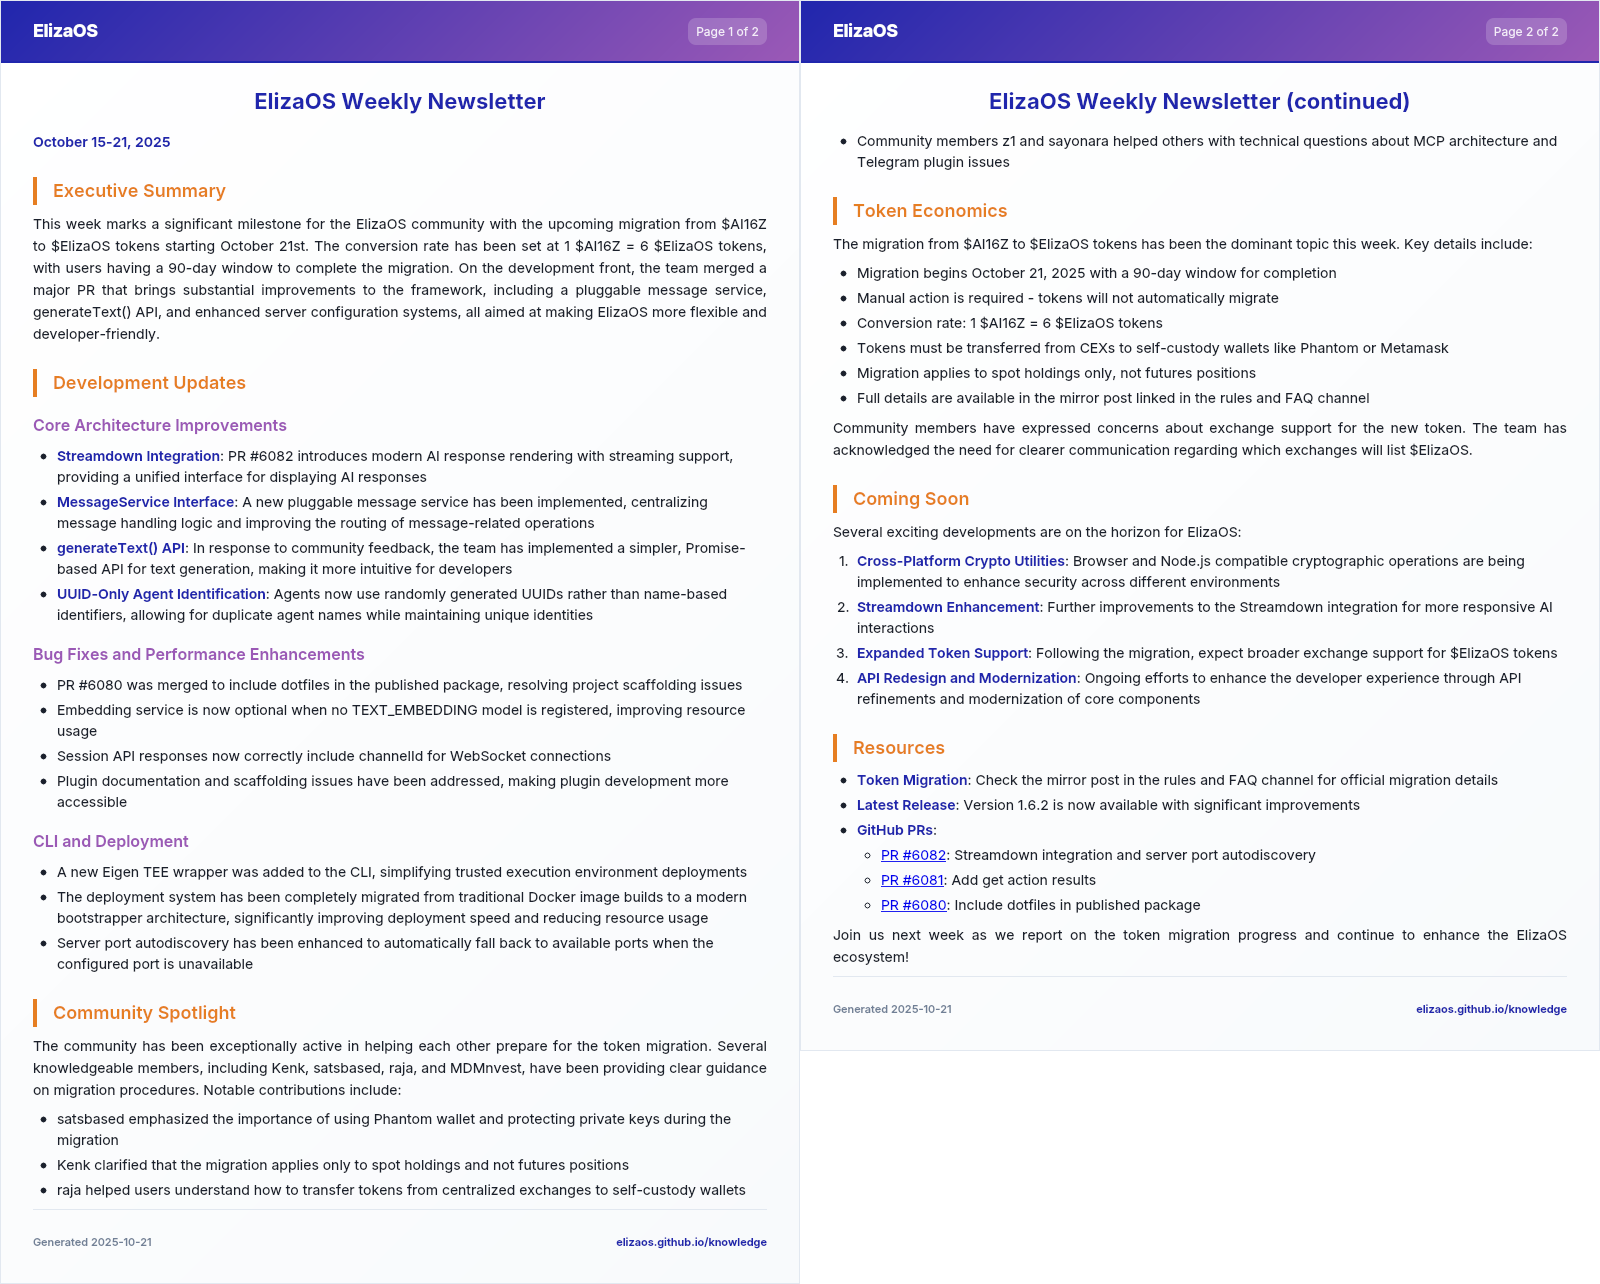 ElizaOS
Page 1 of 2
ElizaOS Weekly Newsletter
October 15-21, 2025
Executive Summary
This week marks a significant milestone for the ElizaOS community with the upcoming migration from $AI16Z
to $ElizaOS tokens starting October 21st. The conversion rate has been set at 1 $AI16Z = 6 $ElizaOS tokens,
with users having a 90-day window to complete the migration. On the development front, the team merged a
major PR that brings substantial improvements to the framework, including a pluggable message service,
generateText() API, and enhanced server configuration systems, all aimed at making ElizaOS more flexible and
developer-friendly.
Development Updates
Core Architecture Improvements
• Streamdown Integration: PR #6082 introduces modern AI response rendering with streaming support,
providing a unified interface for displaying AI responses
• MessageService Interface: A new pluggable message service has been implemented, centralizing
message handling logic and improving the routing of message-related operations
• generateText() API: In response to community feedback, the team has implemented a simpler, Promise-
based API for text generation, making it more intuitive for developers
• UUID-Only Agent Identification: Agents now use randomly generated UUIDs rather than name-based
identifiers, allowing for duplicate agent names while maintaining unique identities
Bug Fixes and Performance Enhancements
• PR #6080 was merged to include dotfiles in the published package, resolving project scaffolding issues
• Embedding service is now optional when no TEXT_EMBEDDING model is registered, improving resource
usage
• Session API responses now correctly include channelId for WebSocket connections
• Plugin documentation and scaffolding issues have been addressed, making plugin development more
accessible
CLI and Deployment
• A new Eigen TEE wrapper was added to the CLI, simplifying trusted execution environment deployments
• The deployment system has been completely migrated from traditional Docker image builds to a modern
bootstrapper architecture, significantly improving deployment speed and reducing resource usage
• Server port autodiscovery has been enhanced to automatically fall back to available ports when the
configured port is unavailable
Community Spotlight
The community has been exceptionally active in helping each other prepare for the token migration. Several
knowledgeable members, including Kenk, satsbased, raja, and MDMnvest, have been providing clear guidance
on migration procedures. Notable contributions include:
• satsbased emphasized the importance of using Phantom wallet and protecting private keys during the
migration
• Kenk clarified that the migration applies only to spot holdings and not futures positions
• raja helped users understand how to transfer tokens from centralized exchanges to self-custody wallets
Generated 2025-10-21
elizaos.github.io/knowledge
ElizaOS
Page 2 of 2
ElizaOS Weekly Newsletter (continued)
• Community members z1 and sayonara helped others with technical questions about MCP architecture and
Telegram plugin issues
Token Economics
The migration from $AI16Z to $ElizaOS tokens has been the dominant topic this week. Key details include:
• Migration begins October 21, 2025 with a 90-day window for completion
• Manual action is required - tokens will not automatically migrate
• Conversion rate: 1 $AI16Z = 6 $ElizaOS tokens
• Tokens must be transferred from CEXs to self-custody wallets like Phantom or Metamask
• Migration applies to spot holdings only, not futures positions
• Full details are available in the mirror post linked in the rules and FAQ channel
Community members have expressed concerns about exchange support for the new token. The team has
acknowledged the need for clearer communication regarding which exchanges will list $ElizaOS.
Coming Soon
Several exciting developments are on the horizon for ElizaOS:
1. Cross-Platform Crypto Utilities: Browser and Node.js compatible cryptographic operations are being
implemented to enhance security across different environments
2. Streamdown Enhancement: Further improvements to the Streamdown integration for more responsive AI
interactions
3. Expanded Token Support: Following the migration, expect broader exchange support for $ElizaOS tokens
4. API Redesign and Modernization: Ongoing efforts to enhance the developer experience through API
refinements and modernization of core components
Resources
• Token Migration: Check the mirror post in the rules and FAQ channel for official migration details
• Latest Release: Version 1.6.2 is now available with significant improvements
• GitHub PRs:
◦ PR #6082: Streamdown integration and server port autodiscovery
◦ PR #6081: Add get action results
◦ PR #6080: Include dotfiles in published package
Join us next week as we report on the token migration progress and continue to enhance the ElizaOS
ecosystem!
Generated 2025-10-21
elizaos.github.io/knowledge